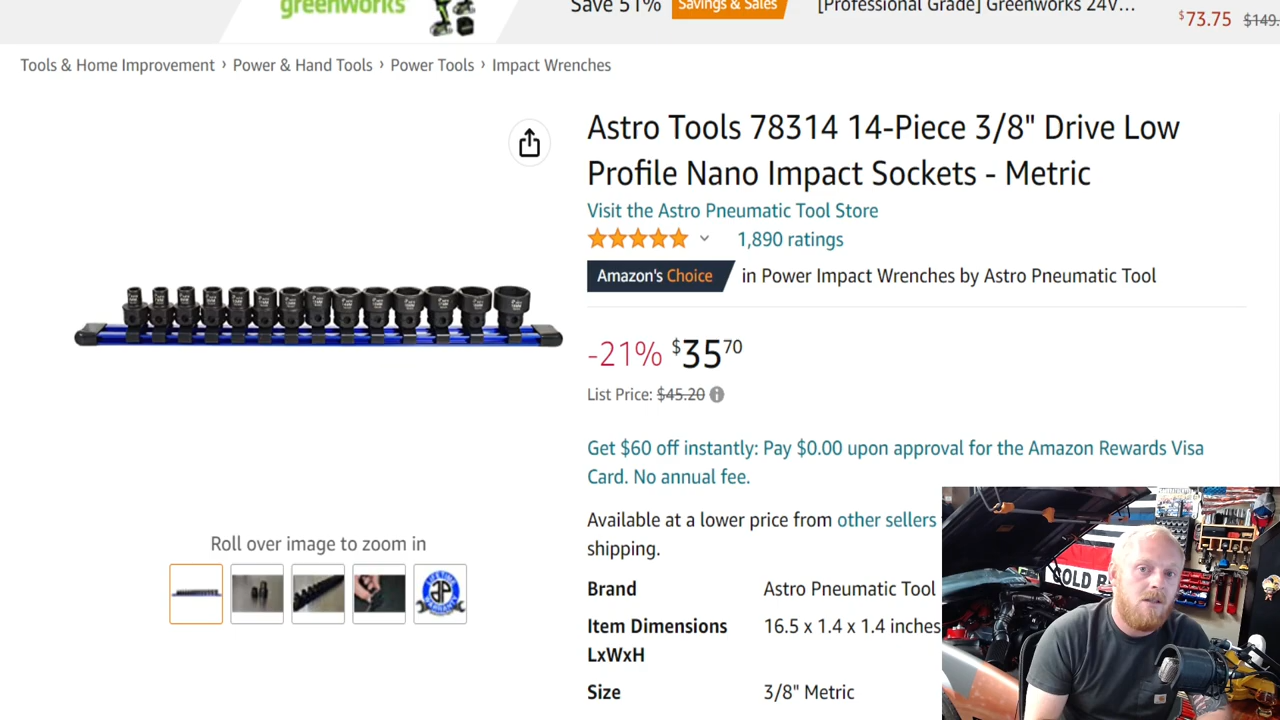 greenworks
Save 51%
Savings & Sales
[Professional Grade] Greenworks 24V...
$73.75 $149.
Tools & Home Improvement › Power & Hand Tools › Power Tools › Impact Wrenches
Astro Tools 78314 14-Piece 3/8" Drive Low
Profile Nano Impact Sockets - Metric
Visit the Astro Pneumatic Tool Store
1,890 ratings
Amazon's Choice in Power Impact Wrenches by Astro Pneumatic Tool
-21% $35 70
List Price: $45.20
Get $60 off instantly: Pay $0.00 upon approval for the Amazon Rewards Visa
Card. No annual fee.
Available at a lower price from other sellers
shipping.
Roll over image to zoom in
LIFETIME
AP
Brand Astro Pneumatic Tool
Item Dimensions 16.5 x 1.4 x 1.4 inches
LxWxH
Size 3/8" Metric
COLD